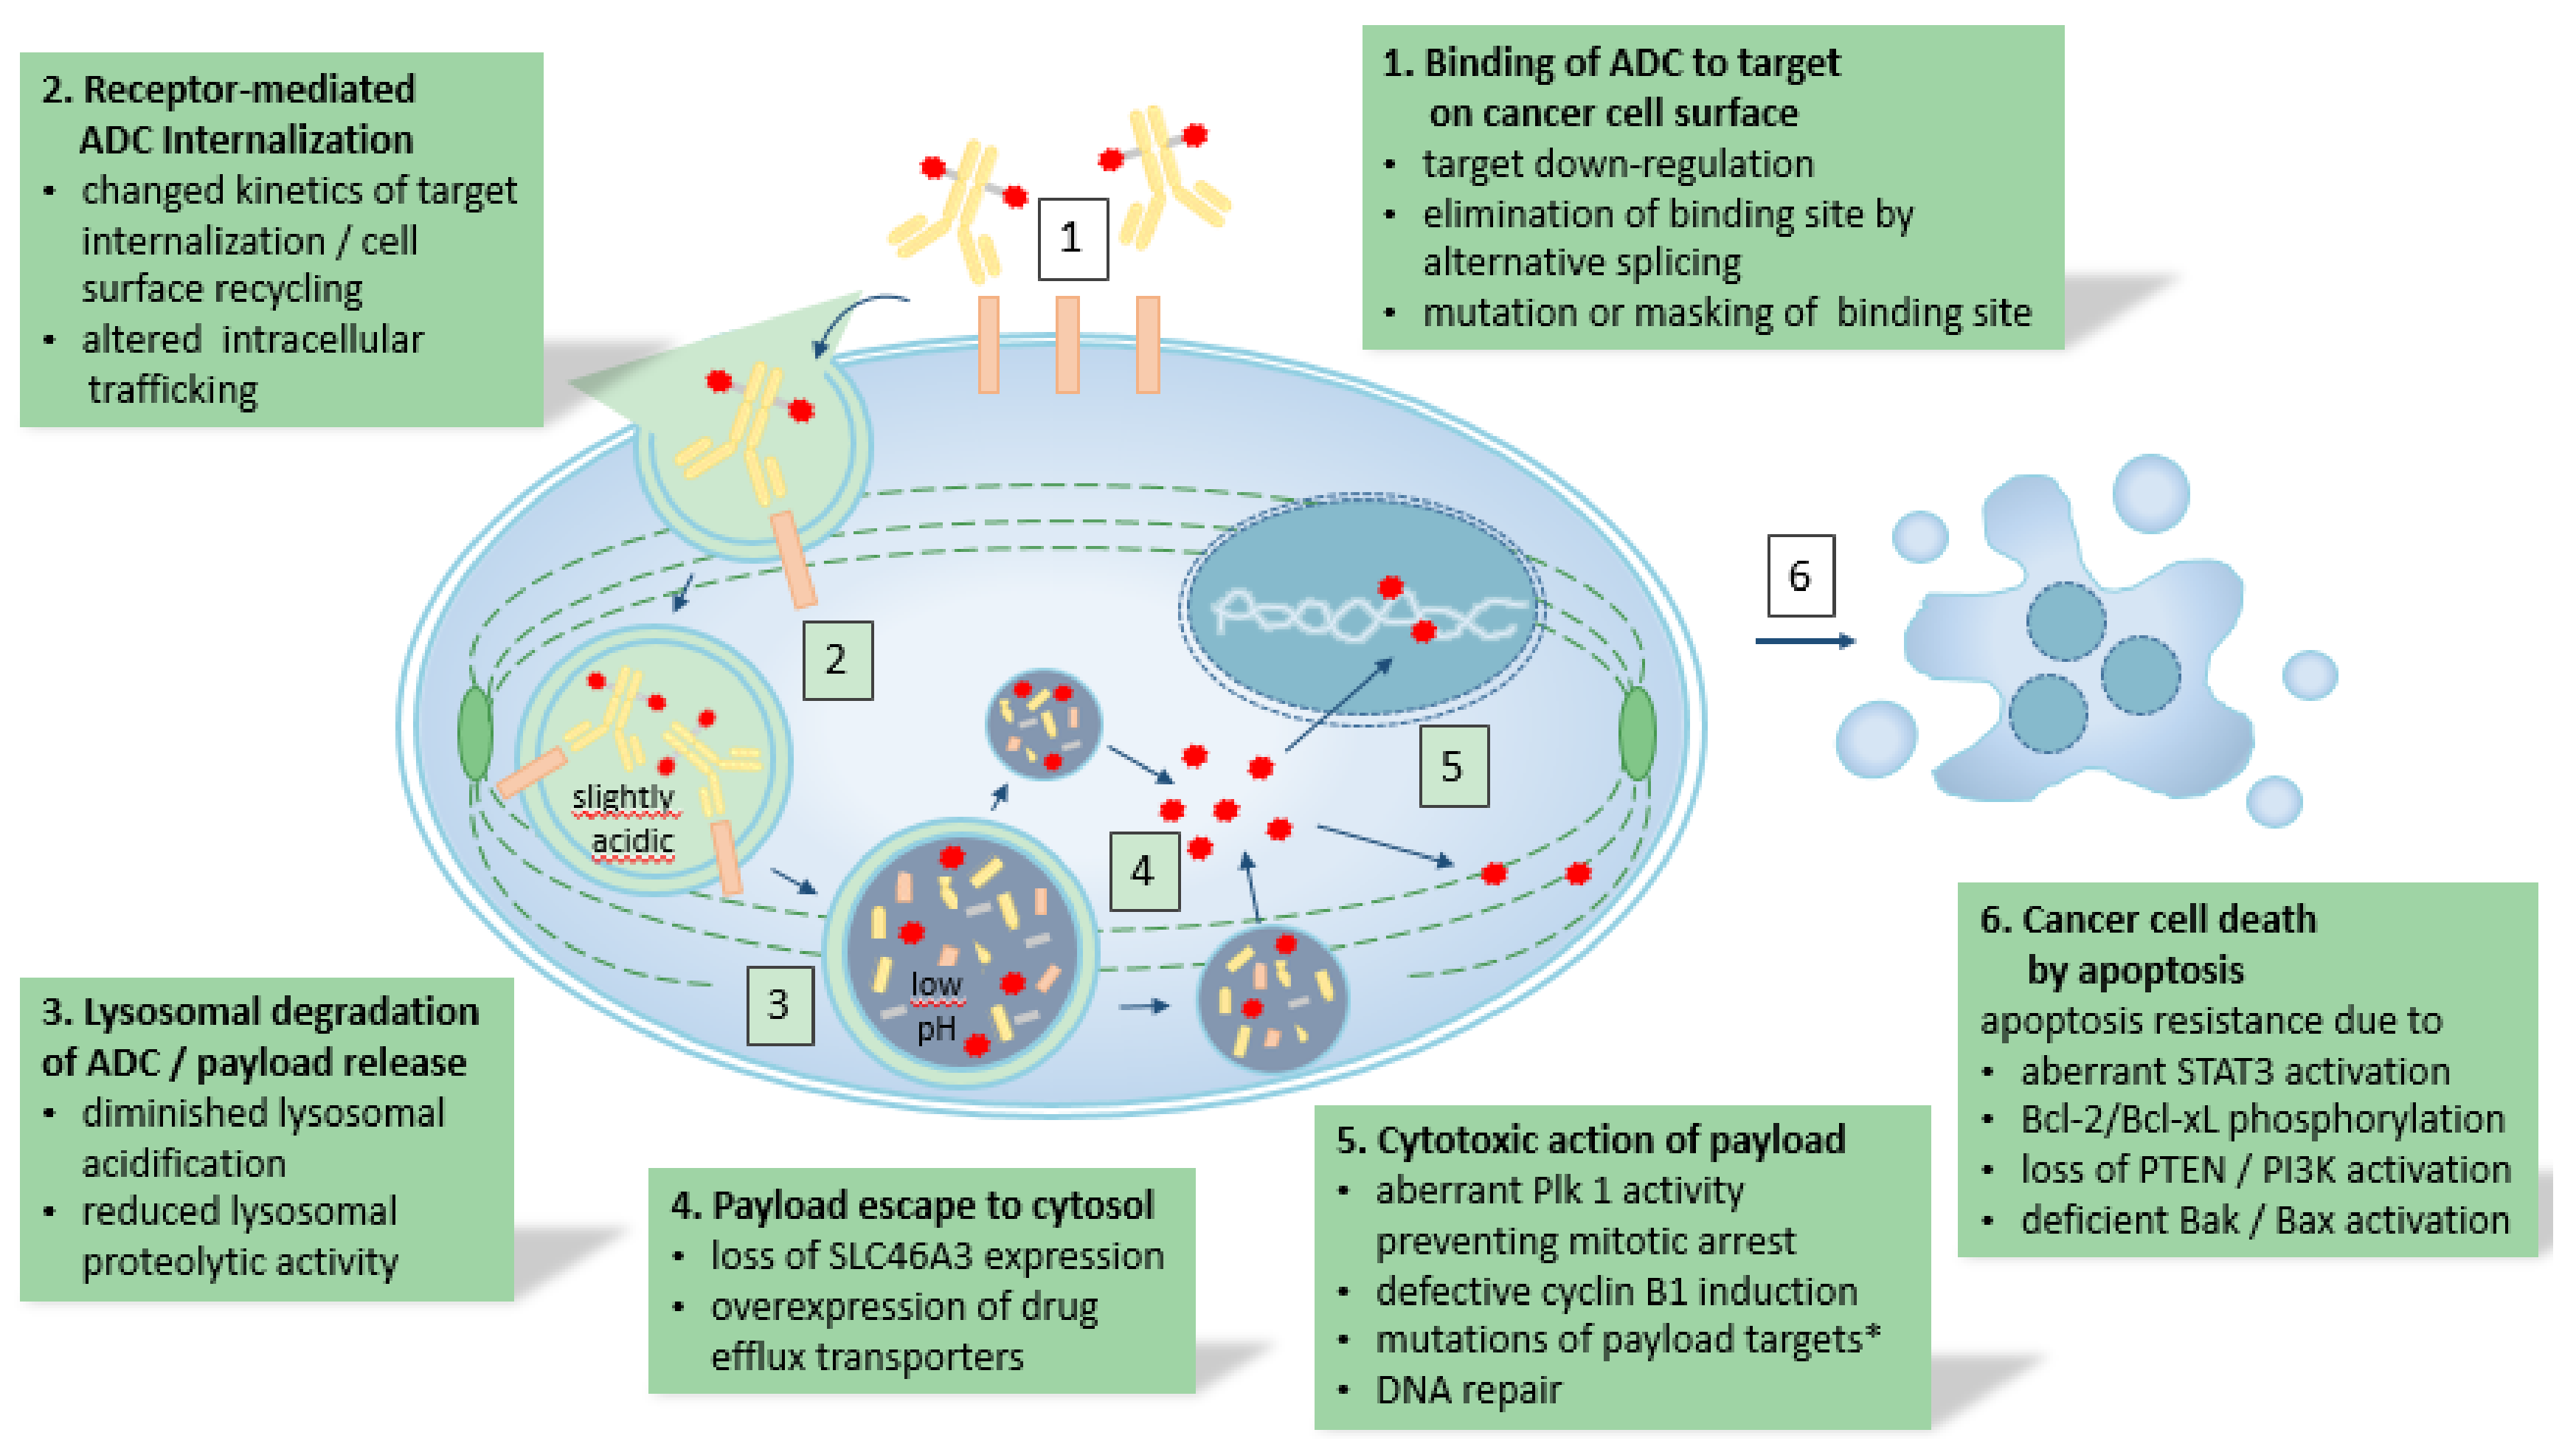 1. Binding of ADC to target
on cancer cell surface
• target down-regulation
• elimination of binding site by
alternative splicing
• mutation or masking of binding site
2. Receptor-mediated
ADC Internalization
• changed kinetics of target
internalization / cell
surface recycling
• altered intracellular
trafficking
1
2
slightly
acidic
3
low
pH
4
5
6
3. Lysosomal degradation
of ADC / payload release
• diminished lysosomal
acidification
• reduced lysosomal
proteolytic activity
4. Payload escape to cytosol
• loss of SLC46A3 expression
• overexpression of drug
efflux transporters
5. Cytotoxic action of payload
• aberrant Plk 1 activity
preventing mitotic arrest
• defective cyclin B1 induction
• mutations of payload targets*
• DNA repair
6. Cancer cell death
by apoptosis
apoptosis resistance due to
• aberrant STAT3 activation
• Bcl-2/Bcl-xL phosphorylation
• loss of PTEN / PI3K activation
• deficient Bak / Bax activation